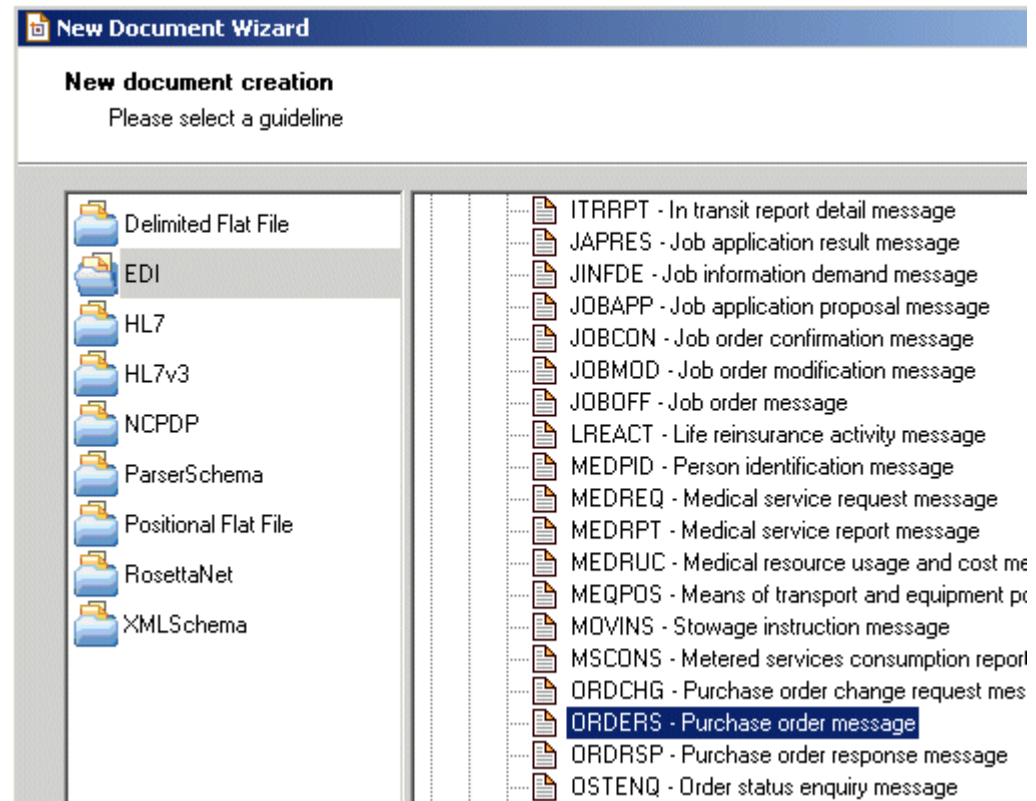 New Document Wizard
New document creation
Please select a guideline
Delimited Flat File
EDI
HL7
HL7v3
NCPDP
ParserSchema
Positional Flat File
RosettaNet
XMLSchema
ITRRPT - In transit report detail message
JAPRES - Job application result message
JINFDE - Job information demand message
JOBAPP - Job application proposal message
JOBCON - Job order confirmation message
JOBMOD - Job order modification message
JOBOFF - Job order message
LREACT - Life reinsurance activity message
MEDPID - Person identification message
MEDREQ - Medical service request message
MEDRPT - Medical service report message
MEDRUC - Medical resource usage and cost me
MEQPOS - Means of transport and equipment po
MOVINS - Stowage instruction message
MSCONS - Metered services consumption report
ORDCHG - Purchase order change request mes
ORDERS - Purchase order message
ORDRSP - Purchase order response message
OSTENQ - Order status enquiry message